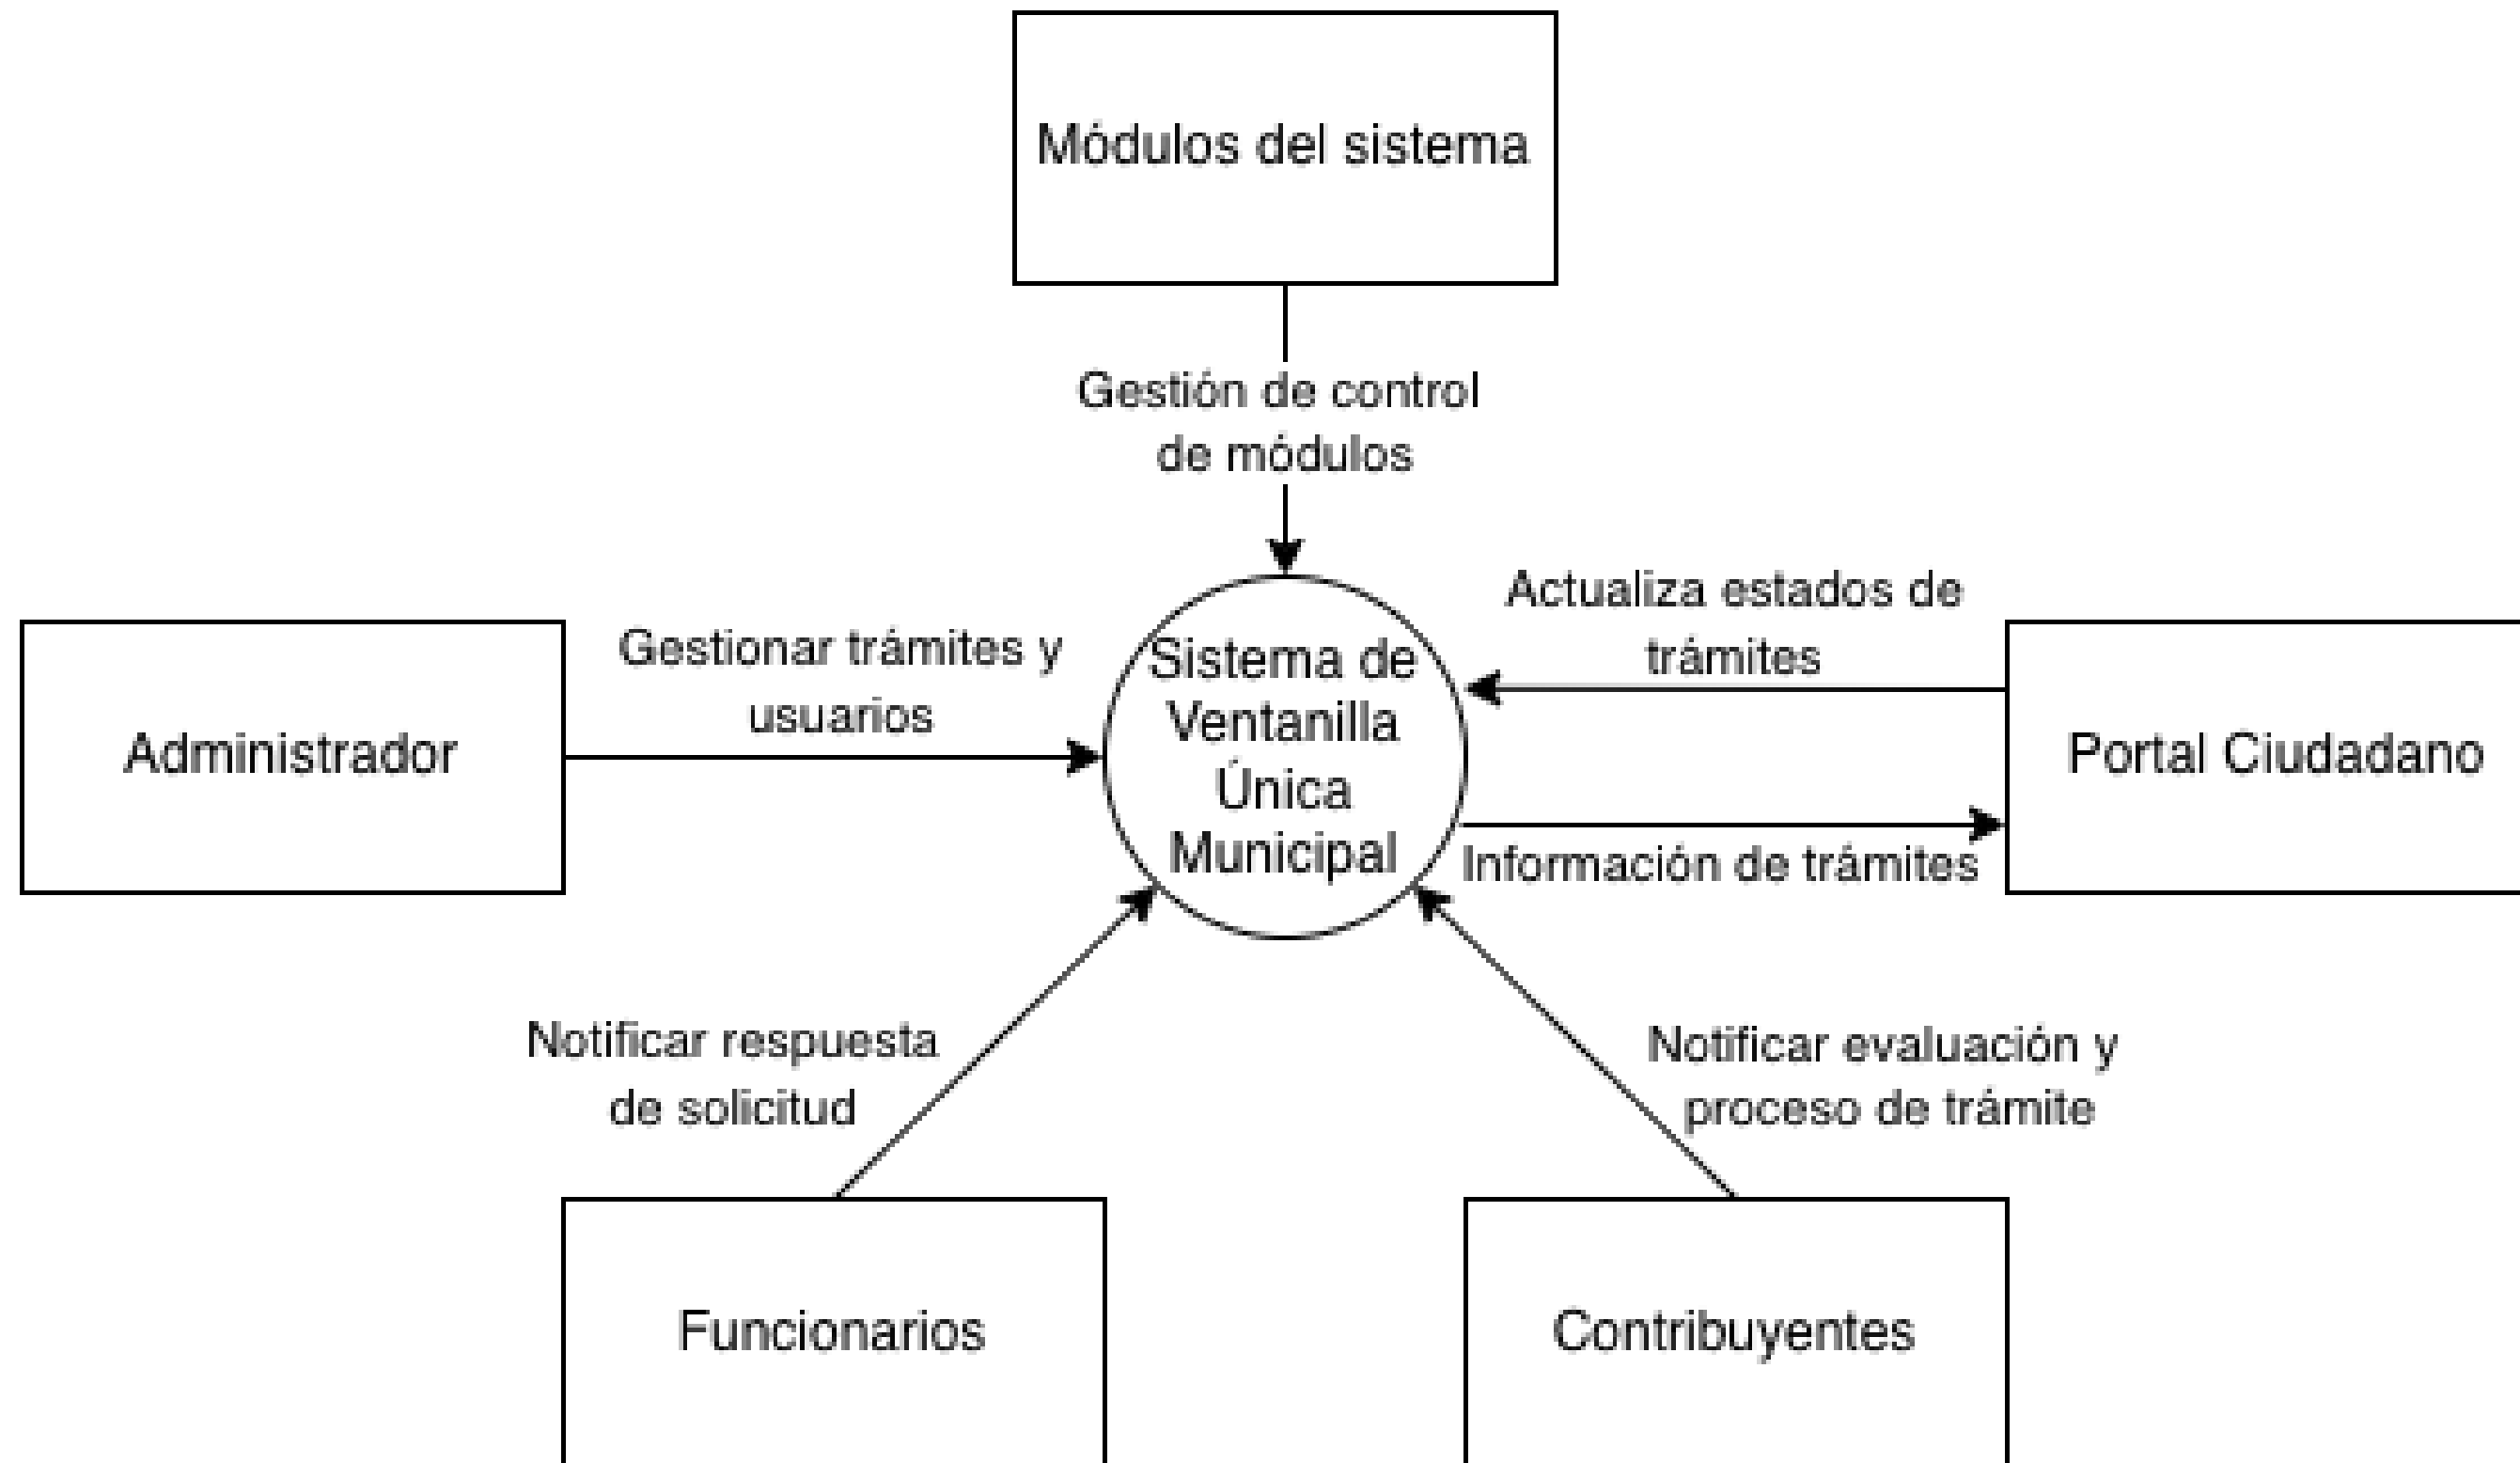 Módulos del sistema
Gestión de control
de módulos
Actualiza estados de
trámites
Gestionar trámites y
usuarios
Administrador
Sistema de
Ventanilla
Única
Municipal
Portal Ciudadano
Información de trámites
Notificar respuesta
de solicitud
Notificar evaluación y
proceso de trámite
Funcionarios
Contribuyentes